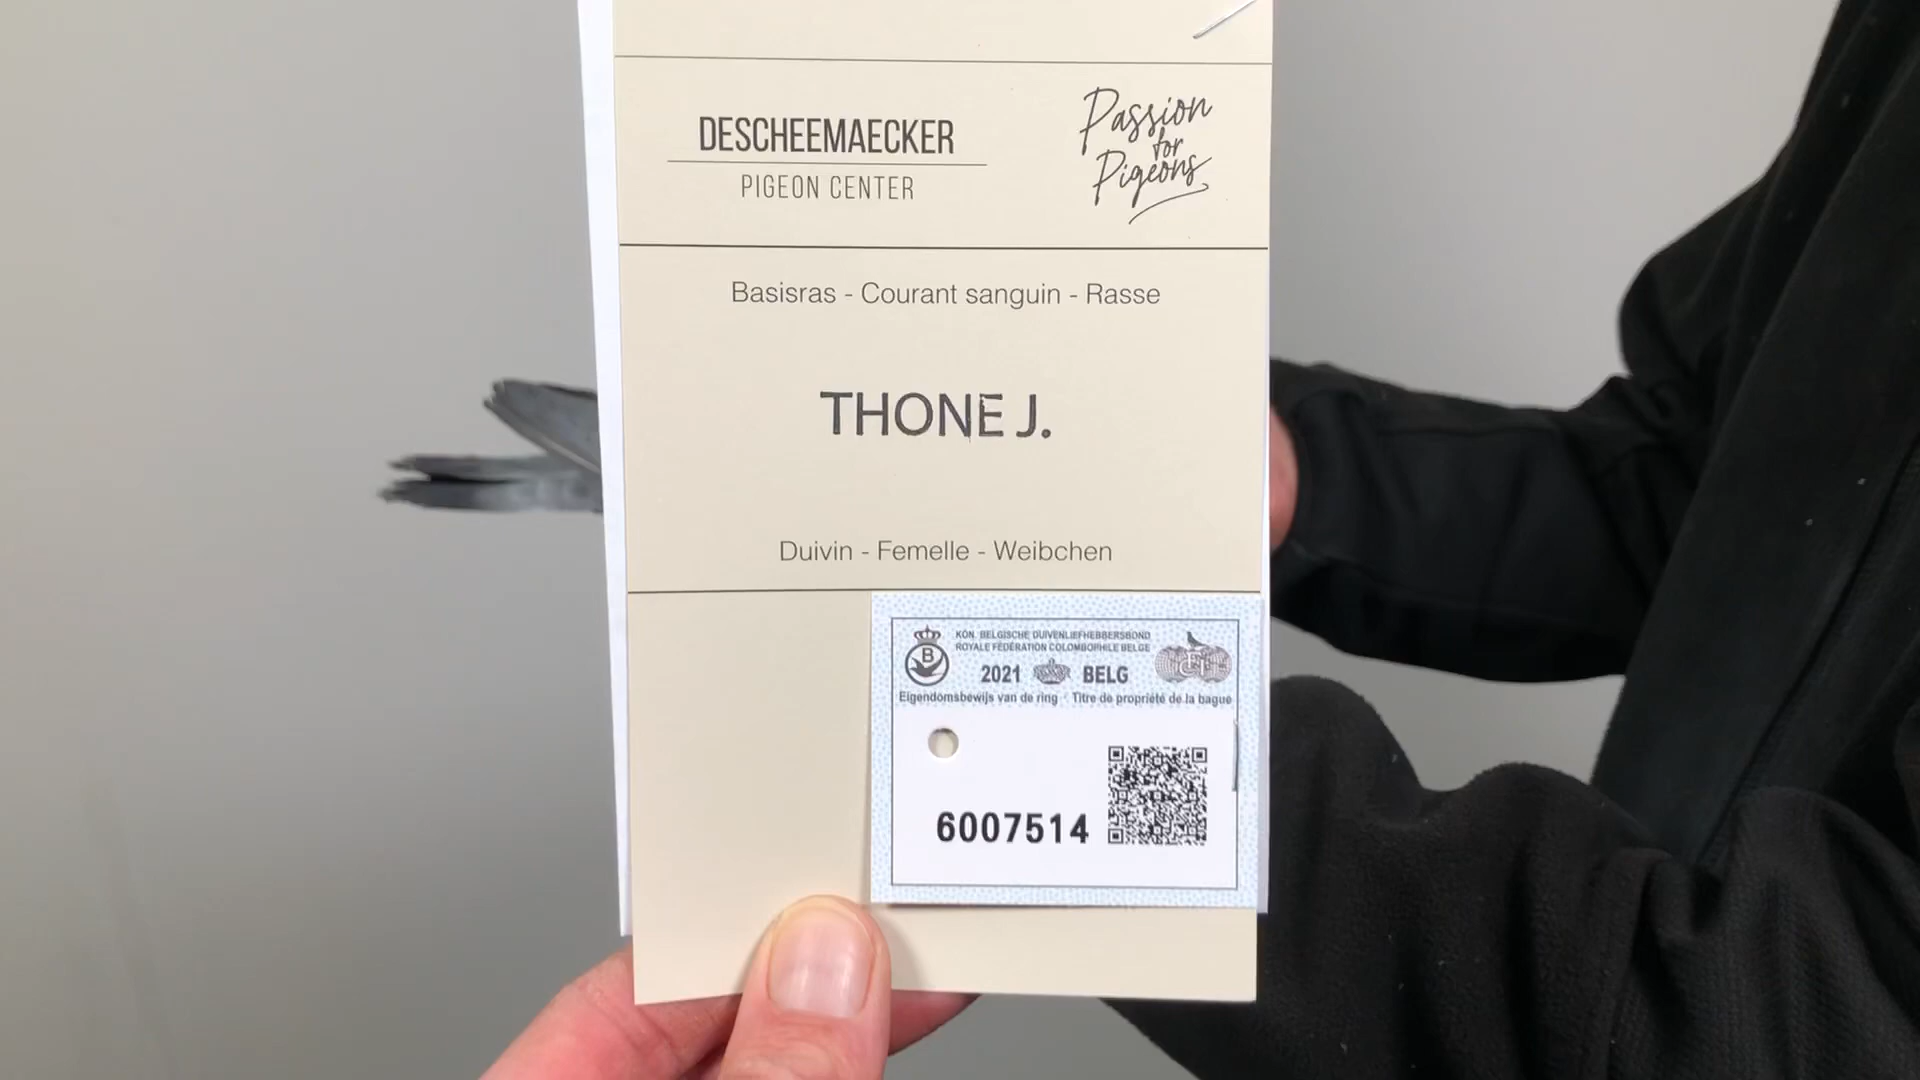 DESCHEEMAECKER
PIGEON CENTER
Passion
for
Pigeons
Basisras - Courant sanguin - Rasse
THONE J.
Duivin - Femelle - Weibchen
KON. BELGISCHE DUIVENLIEFHEBBERSBOND
ROYALE FÉDÉRATION COLOMBOPHILE BELGE
B
2021 BELG
FCI
Eigendomsbewijs van de ring Titre de propriété de la bague
6007514